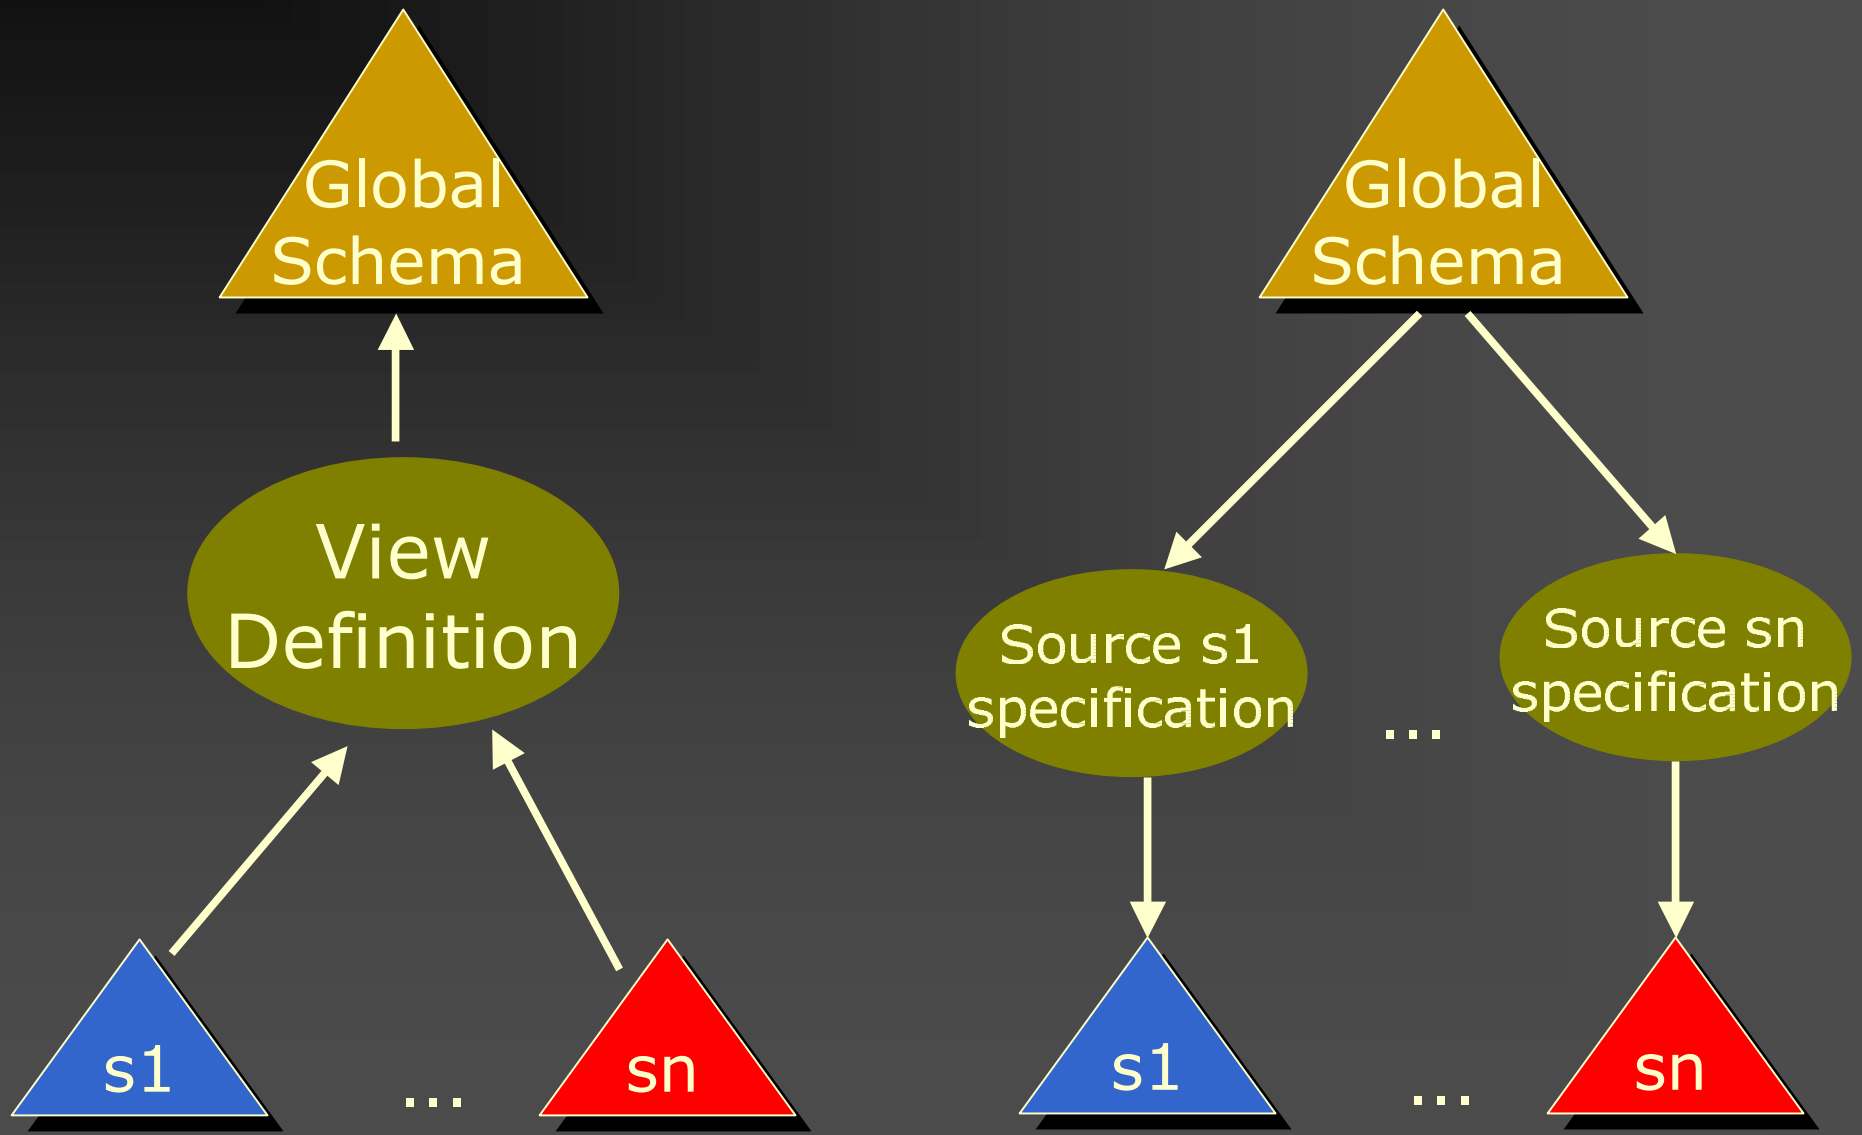 Global
Schema
View
Definition
s1
...
sn
Global
Schema
Source s1
specification
...
Source sn
specification
s1
...
sn